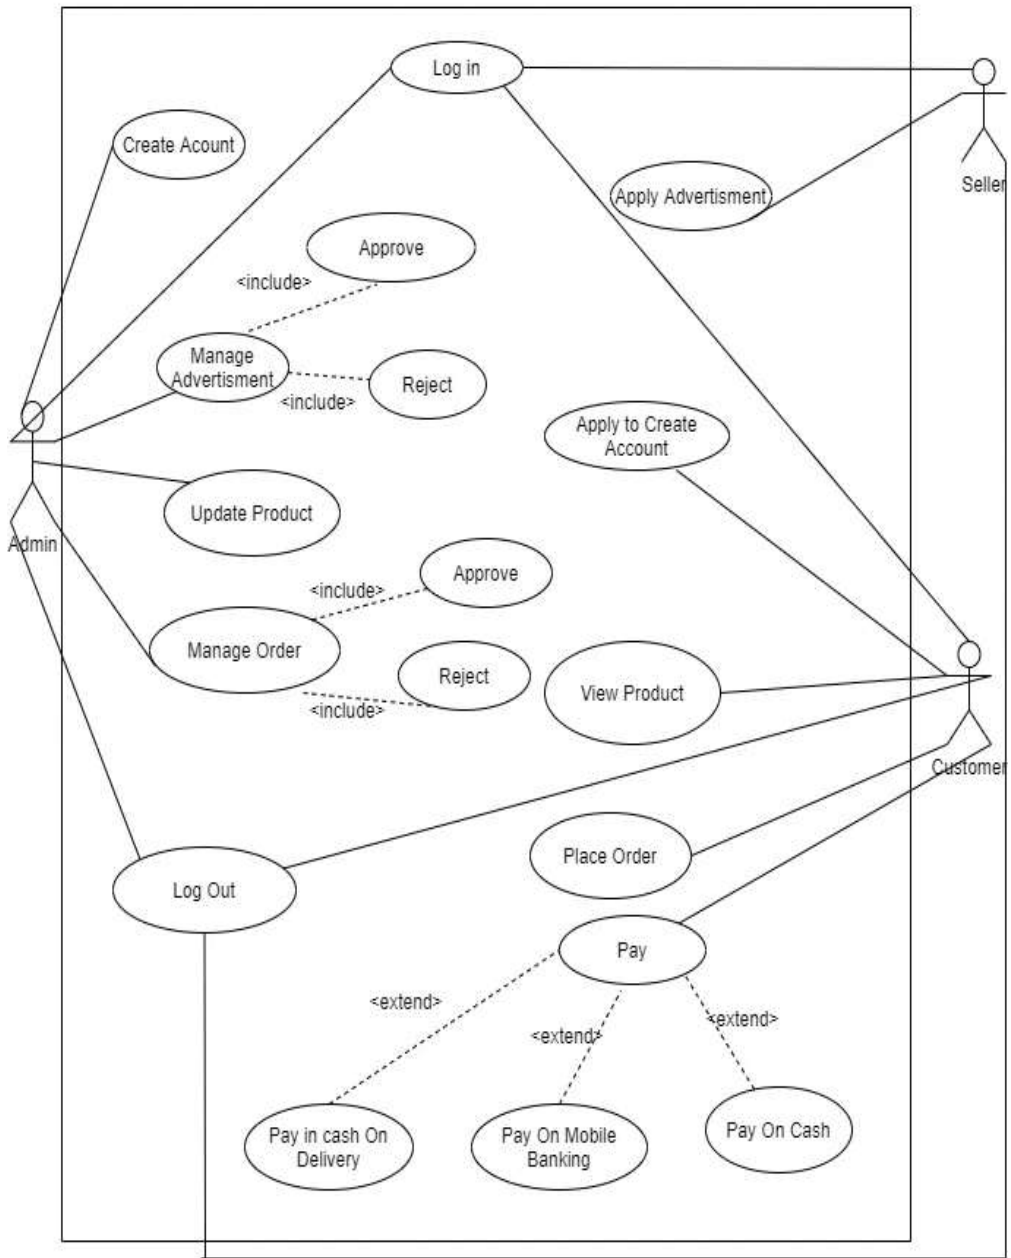 Log in
Create Acount
Apply Advertisment
Seller
Approve
<include>
Manage
Advertisment
Reject
<include>
Apply to Create
Account
Update Product
Admin
Approve
<include>
Manage Order
Reject
<include>
View Product
Customer
Place Order
Log Out
Pay
<extend>
<extend>
<extend>
Pay in cash On
Delivery
Pay On Mobile
Banking
Pay On Cash